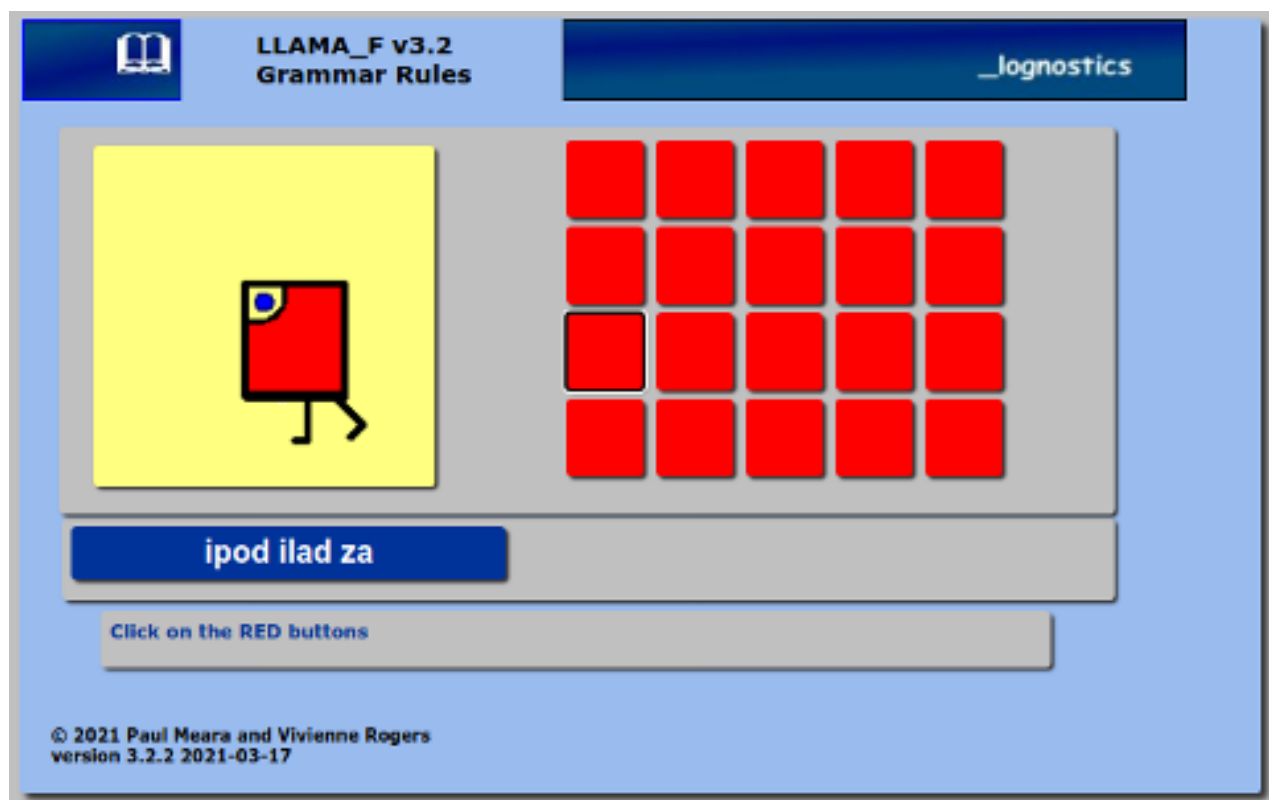 LLAMA_F v3.2
Grammar Rules
_lognostics
ipod ilad za
Click on the RED buttons
© 2021 Paul Meara and Vivienne Rogers
version 3.2.2 2021-03-17